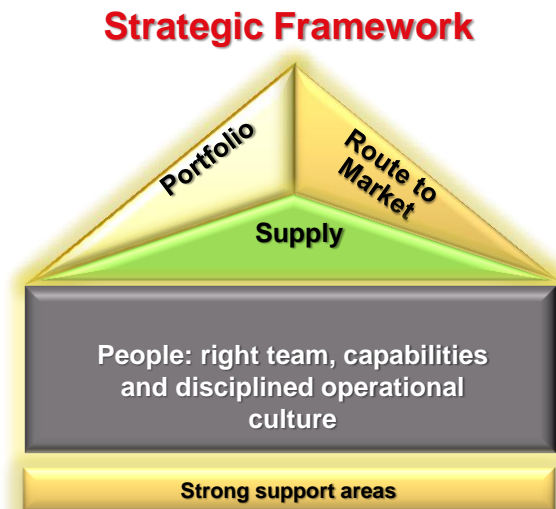 Strategic Framework
Portfolio
Route to
Market
Supply
People: right team, capabilities
and disciplined operational
culture
Strong support areas